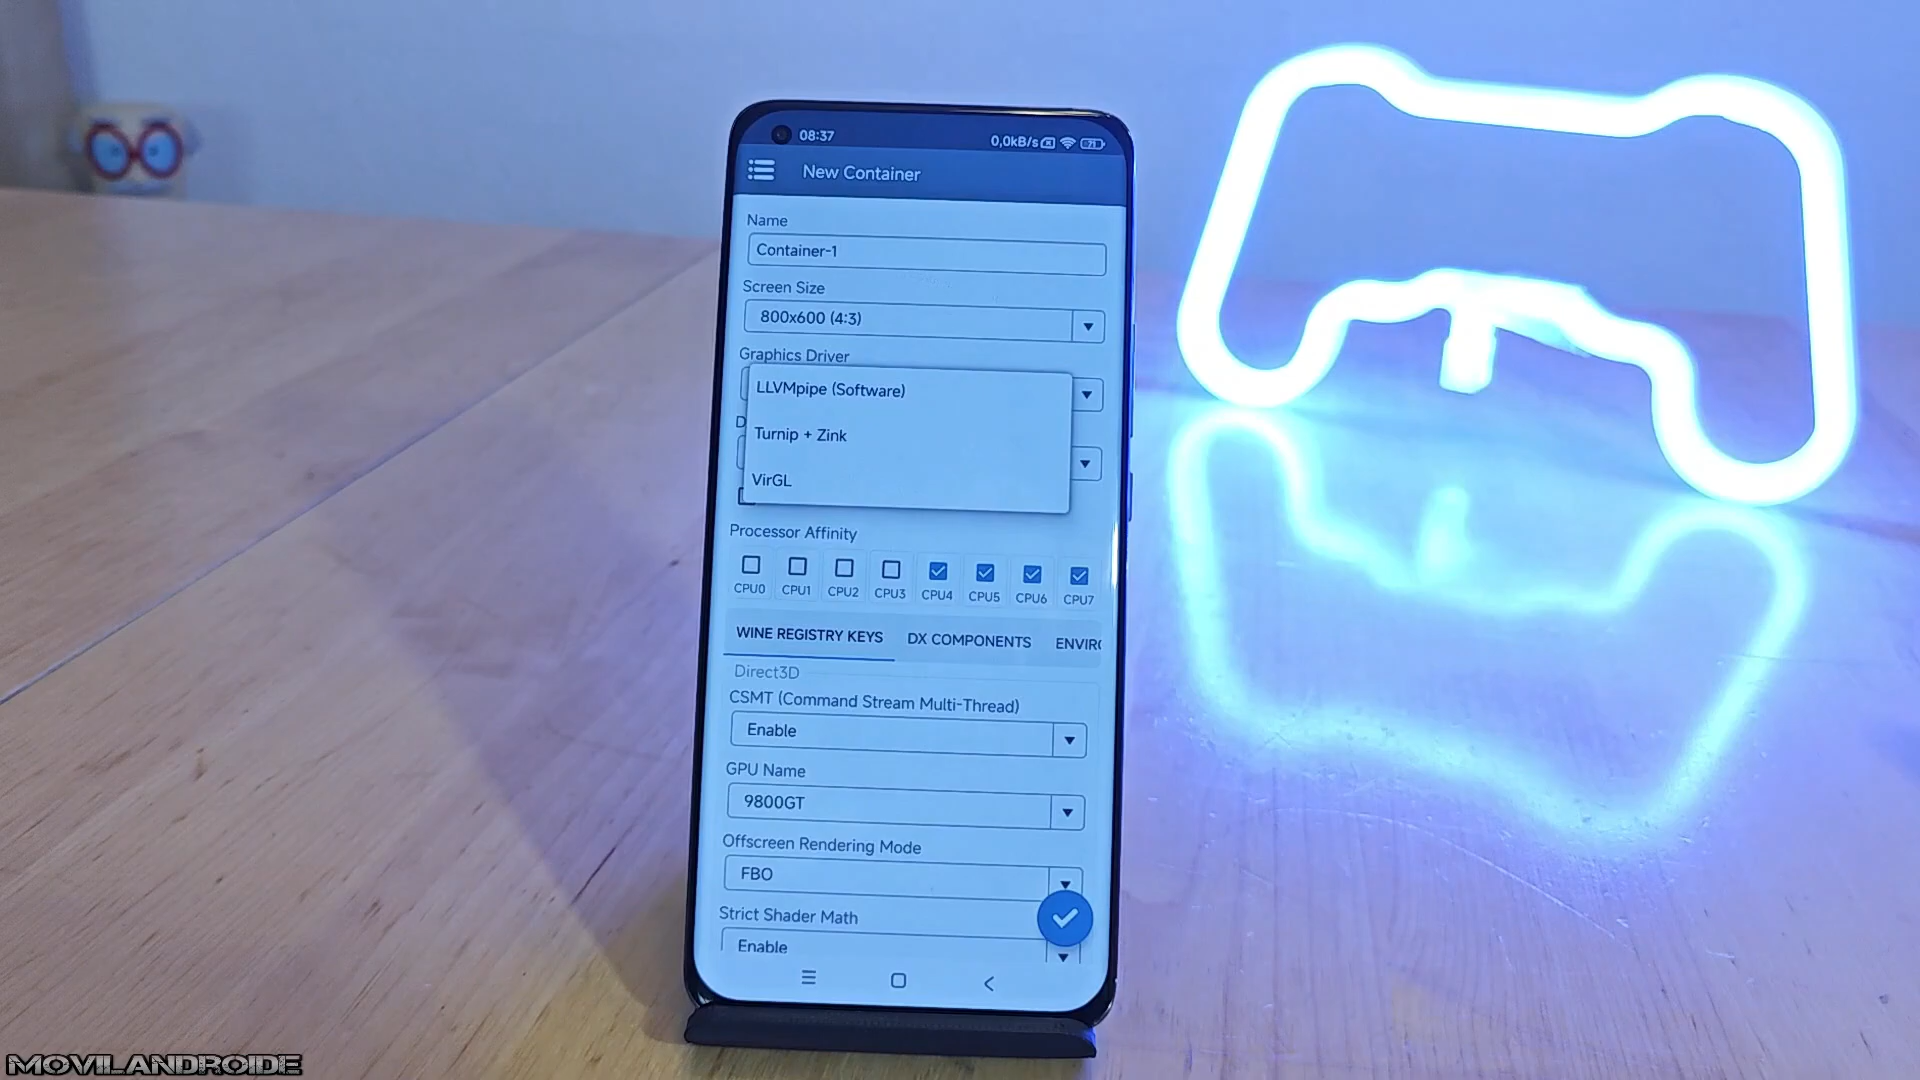 08:37
0,0kB/s
71
New Container
Name
Container-1
Screen Size
800x600 (4:3)
Graphics Driver
LLVMpipe (Software)
D
Turnip + Zink
VirGL
Processor Affinity
CPU0 CPU1 CPU2 CPU3 CPU4 CPU5 CPU6 CPU7
WINE REGISTRY KEYS DX COMPONENTS ENVIR
Direct3D
CSMT (Command Stream Multi-Thread)
Enable
GPU Name
9800GT
Offscreen Rendering Mode
FBO
Strict Shader Math
Enable
MOVILANDROIDE